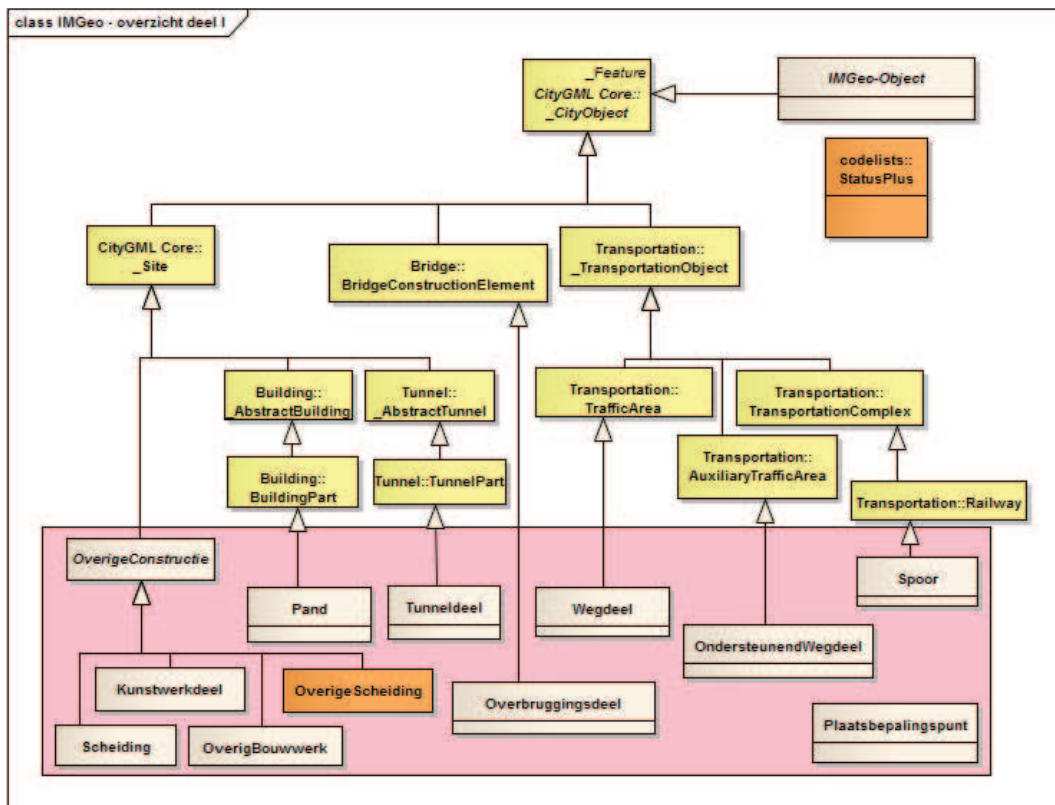 class IMGeo - overzicht deel I
_Feature
CityGML Core::
_CityObject
IMGeo-Object
codelists::
StatusPlus
CityGML Core::
_Site
Bridge::
BridgeConstructionElement
Transportation::
_TransportationObject
Building::
_AbstractBuilding
Tunnel::
_AbstractTunnel
Transportation::
TrafficArea
Transportation::
TransportationComplex
Transportation::
AuxiliaryTrafficArea
Building::
BuildingPart
Tunnel::TunnelPart
Transportation::Railway
OverigeConstructie
Pand
Tunneldeel
Wegdeel
Spoor
OndersteunendWegdeel
Kunstwerkdeel
OverigeScheiding
Overbruggingsdeel
Plaatsbepalingspunt
Scheiding
OverigBouwwerk